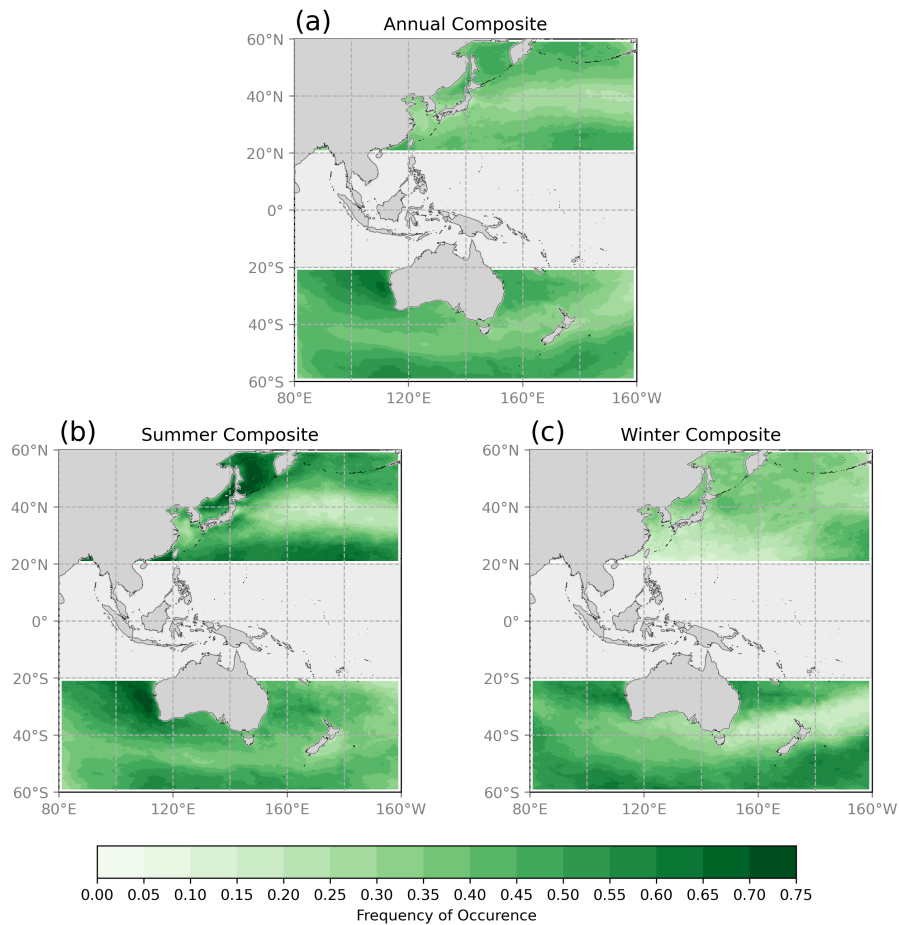 (a) Annual Composite
60°N
40°N
20°N
0°
20°S
40°S
60°S
80°E 120°E 160°E 160°W
(b) Summer Composite
60°N
40°N
20°N
0°
20°S
40°S
60°S
80°E 120°E 160°E 160°W
(c) Winter Composite
60°N
40°N
20°N
0°
20°S
40°S
60°S
80°E 120°E 160°E 160°W
0.00 0.05 0.10 0.15 0.20 0.25 0.30 0.35 0.40 0.45 0.50 0.55 0.60 0.65 0.70 0.75
Frequency of Occurence